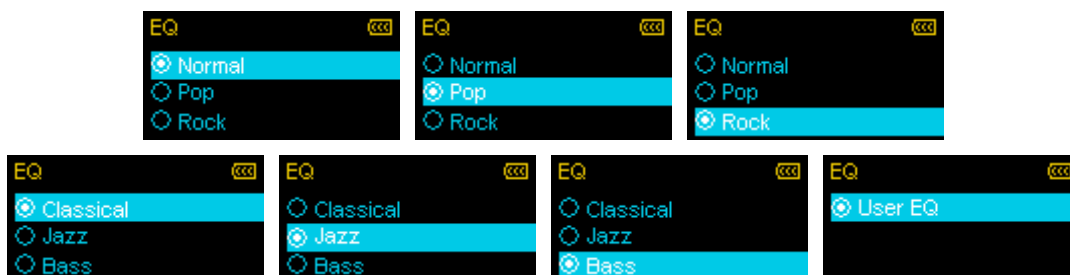 EQ
Normal
Pop
Rock
EQ
Normal
Pop
Rock
EQ
Normal
Pop
Rock
EQ
Classical
Jazz
Bass
EQ
Classical
Jazz
Bass
EQ
Classical
Jazz
Bass
EQ
User EQ